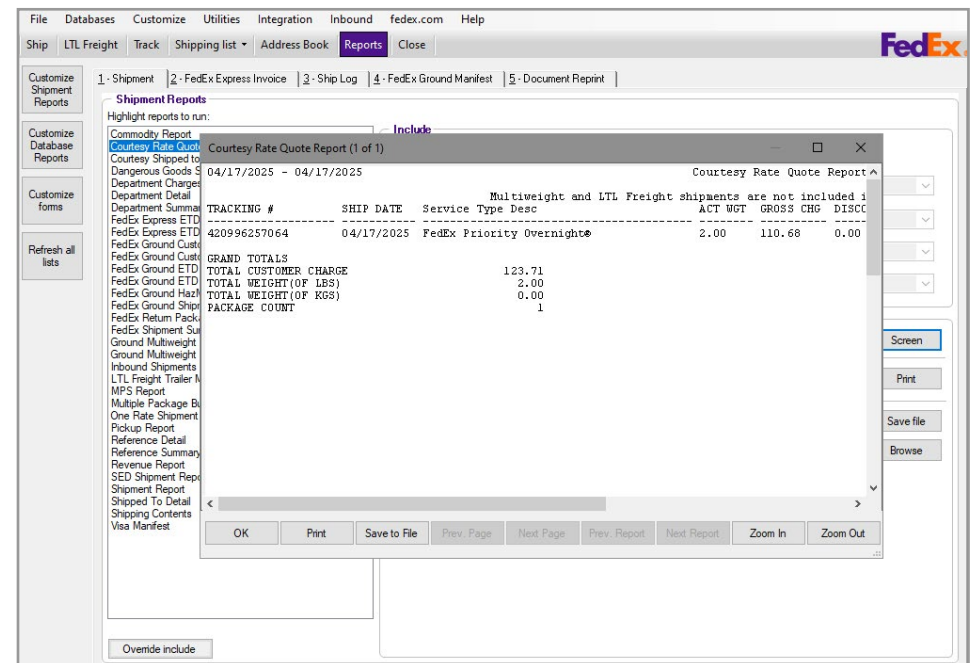 File Databases Customize Utilities Integration Inbound fedex.com Help
Ship LTL Freight Track Shipping list Address Book Reports Close
FedEx
Customize
Shipment
Reports
Customize
Database
Reports
Customize
forms
Refresh all
lists
1 - Shipment 2 - FedEx Express Invoice 3 - Ship Log 4 - FedEx Ground Manifest 5 - Document Reprint
Shipment Reports
Highlight reports to run:
Include
Commodity Report
Courtesy Rate Quot
Courtesy Shipped to
Dangerous Goods S
Department Charges
Department Detail
Department Summa
FedEx Express ETD
FedEx Express ETD
FedEx Ground Cust
FedEx Ground Cust
FedEx Ground ETD
FedEx Ground ETD
FedEx Ground Haz
FedEx Ground Shipr
FedEx Return Pack
FedEx Shipment Su
Ground Multiweight
Ground Multiweight
Inbound Shipments
LTL Freight Trailer
MPS Report
Multiple Package
One Rate Shipment
Pickup Report
Reference Detail
Reference Summary
Revenue Report
SED Shipment Repo
Shipment Report
Shipped To Detail
Shipping Contents
Visa Manifest
Courtesy Rate Quote Report (1 of 1)
04/17/2025 - 04/17/2025 Courtesy Rate Quote Report
Multiweight and LTL Freight shipments are not included i
TRACKING # SHIP DATE Service Type Desc ACT WGT GROSS CHG DISCC
420996257064 04/17/2025 FedEx Priority Overnight® 2.00 110.68 0.00
GRAND TOTALS
TOTAL CUSTOMER CHARGE 123.71
TOTAL WEIGHT(OF LBS) 2.00
TOTAL WEIGHT(OF KGS) 0.00
PACKAGE COUNT 1
OK Print Save to File Prev. Page Next Page Prev. Report Next Report Zoom In Zoom Out
Screen
Print
Save file
Browse
Override include